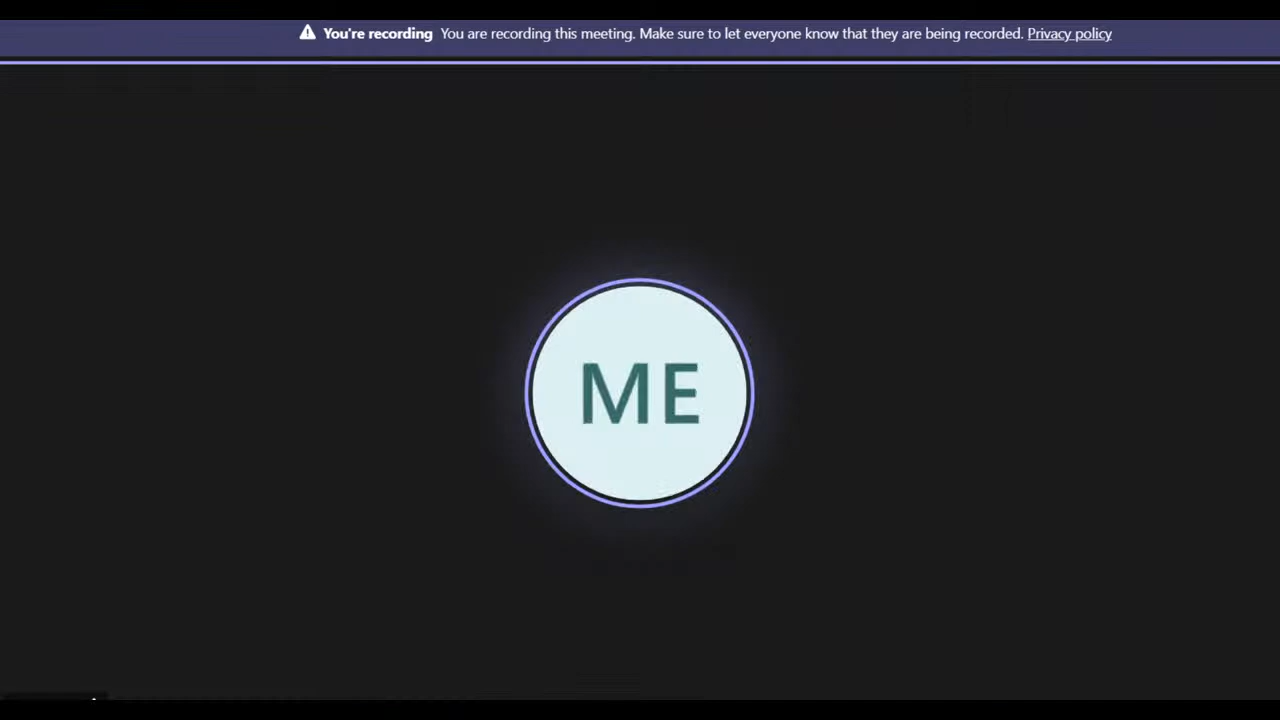 You're recording You are recording this meeting. Make sure to let everyone know that they are being recorded. Privacy policy
ME